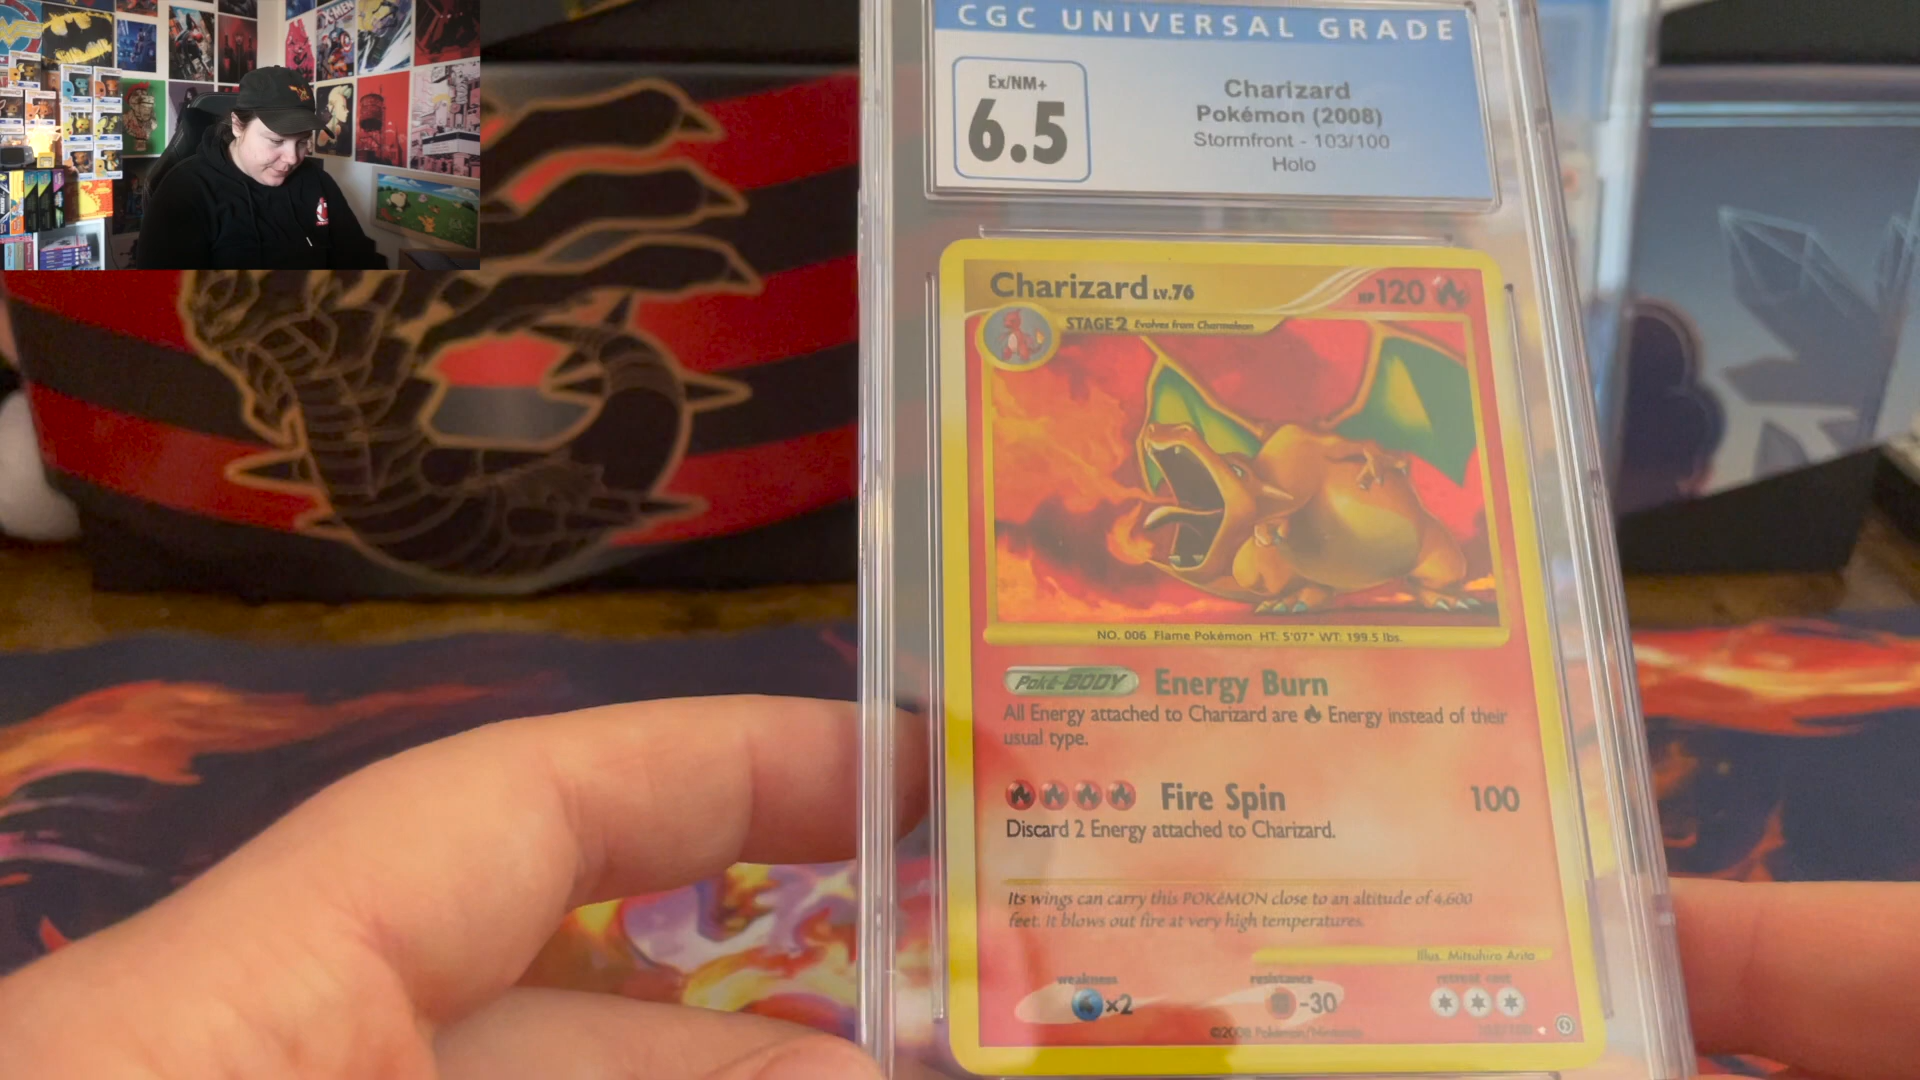 X-MEN
CGC UNIVERSAL GRADE
Ex/NM+
6.5
Charizard
Pokémon (2008)
Stormfront - 103/100
Holo
Charizard LV.76
HP 120
STAGE2 Evolves from Charmeleon
NO. 006 Flame Pokémon HT: 5'07" WT: 199.5 lbs.
Poké-BODY Energy Burn
All Energy attached to Charizard are Energy instead of their
usual type.
Fire Spin 100
Discard 2 Energy attached to Charizard.
Its wings can carry this POKéMON close to an altitude of 4,600
feet. It blows out fire at very high temperatures.
Illus. Mitsuhiro Arita
weakness
×2
resistance
-30
retreat cost
©2008 Pokémon/Nintendo
103/100